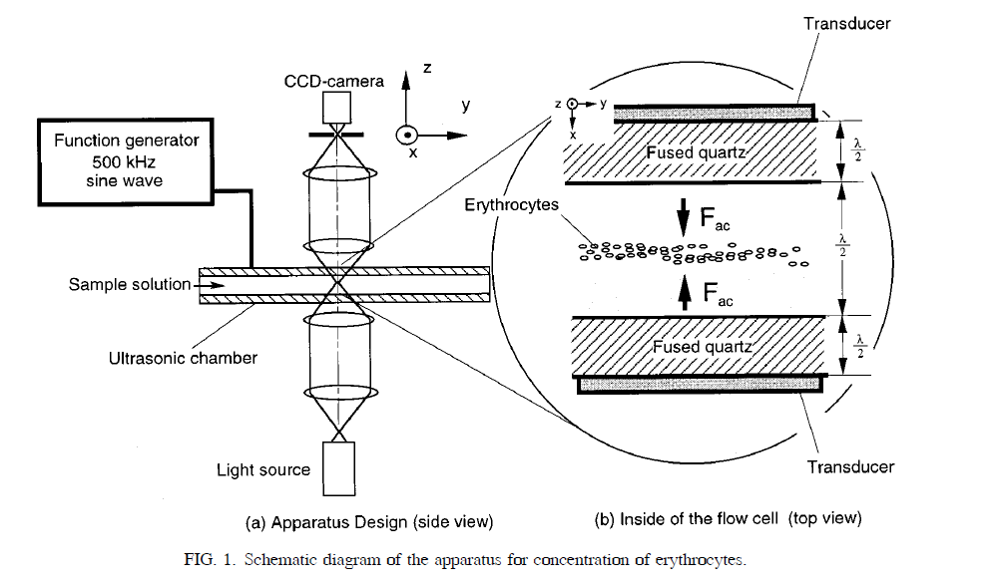 Transducer
CCD-camera
z
y
x
z
y
x
Function generator
500 kHz
sine wave
Fused quartz
λ/2
Erythrocytes
Fac
λ/2
Sample solution
Fac
Ultrasonic chamber
Fused quartz
λ/2
Light source
Transducer
(a) Apparatus Design (side view)
(b) Inside of the flow cell (top view)
FIG. 1. Schematic diagram of the apparatus for concentration of erythrocytes.